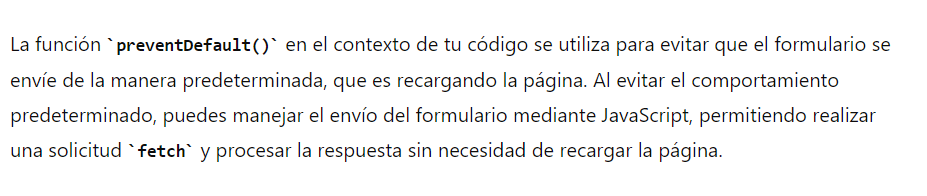 La función `preventDefault()` en el contexto de tu código se utiliza para evitar que el formulario se
envíe de la manera predeterminada, que es recargando la página. Al evitar el comportamiento
predeterminado, puedes manejar el envío del formulario mediante JavaScript, permitiendo realizar
una solicitud `fetch` y procesar la respuesta sin necesidad de recargar la página.